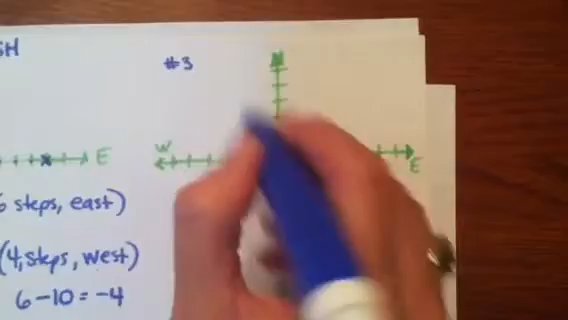 SH
#3
N
W
E
E
6 steps, east)
(4, steps, west)
6-10=-4